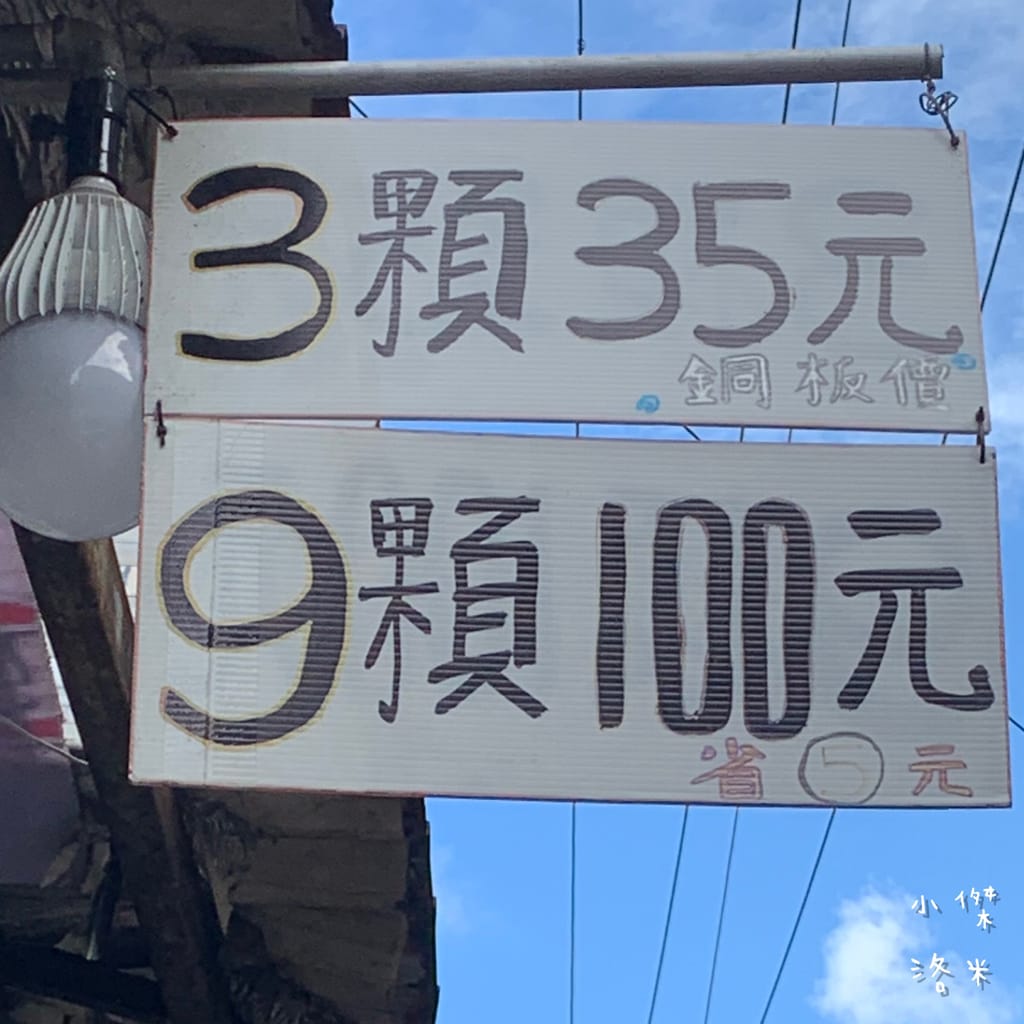 3顆35元
銅板價
9顆100元
省5元
小傑
洛米